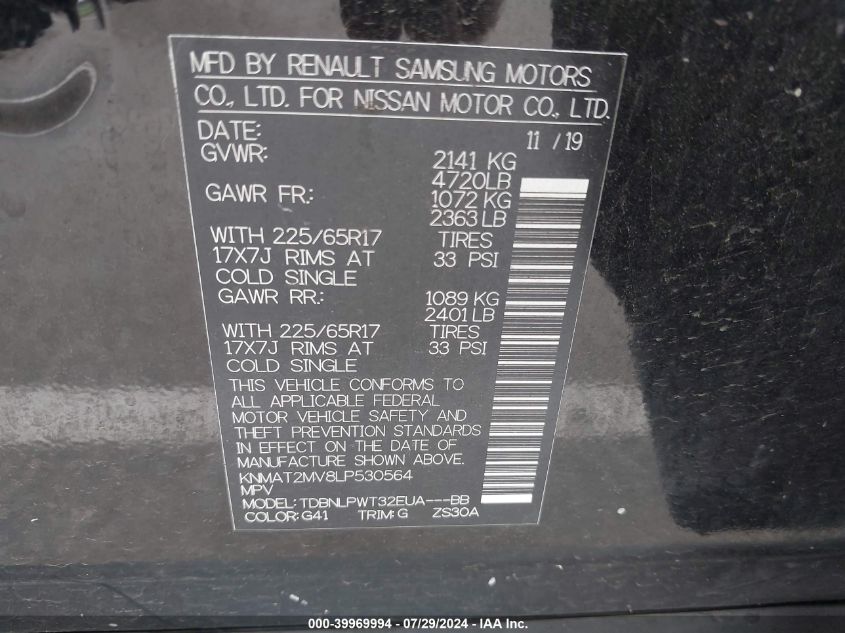 MFD BY RENAULT SAMSUNG MOTORS
CO., LTD. FOR NISSAN MOTOR CO., LTD.
DATE: 11 / 19
GVWR: 2141 KG
4720LB
GAWR FR.: 1072 KG
2363 LB
WITH 225/65R17 TIRES
17X7J RIMS AT 33 PSI
COLD SINGLE
GAWR RR.: 1089 KG
2401 LB
WITH 225/65R17 TIRES
17X7J RIMS AT 33 PSI
COLD SINGLE
THIS VEHICLE CONFORMS TO
ALL APPLICABLE FEDERAL
MOTOR VEHICLE SAFETY AND
THEFT PREVENTION STANDARDS
IN EFFECT ON THE DATE OF
MANUFACTURE SHOWN ABOVE.
KNMAT2MV8LP530564
MPV
MODEL: TDBNLPWT32EUA---BB
COLOR: G41 TRIM: G ZS30A
000-39969994 - 07/29/2024 - IAA Inc.